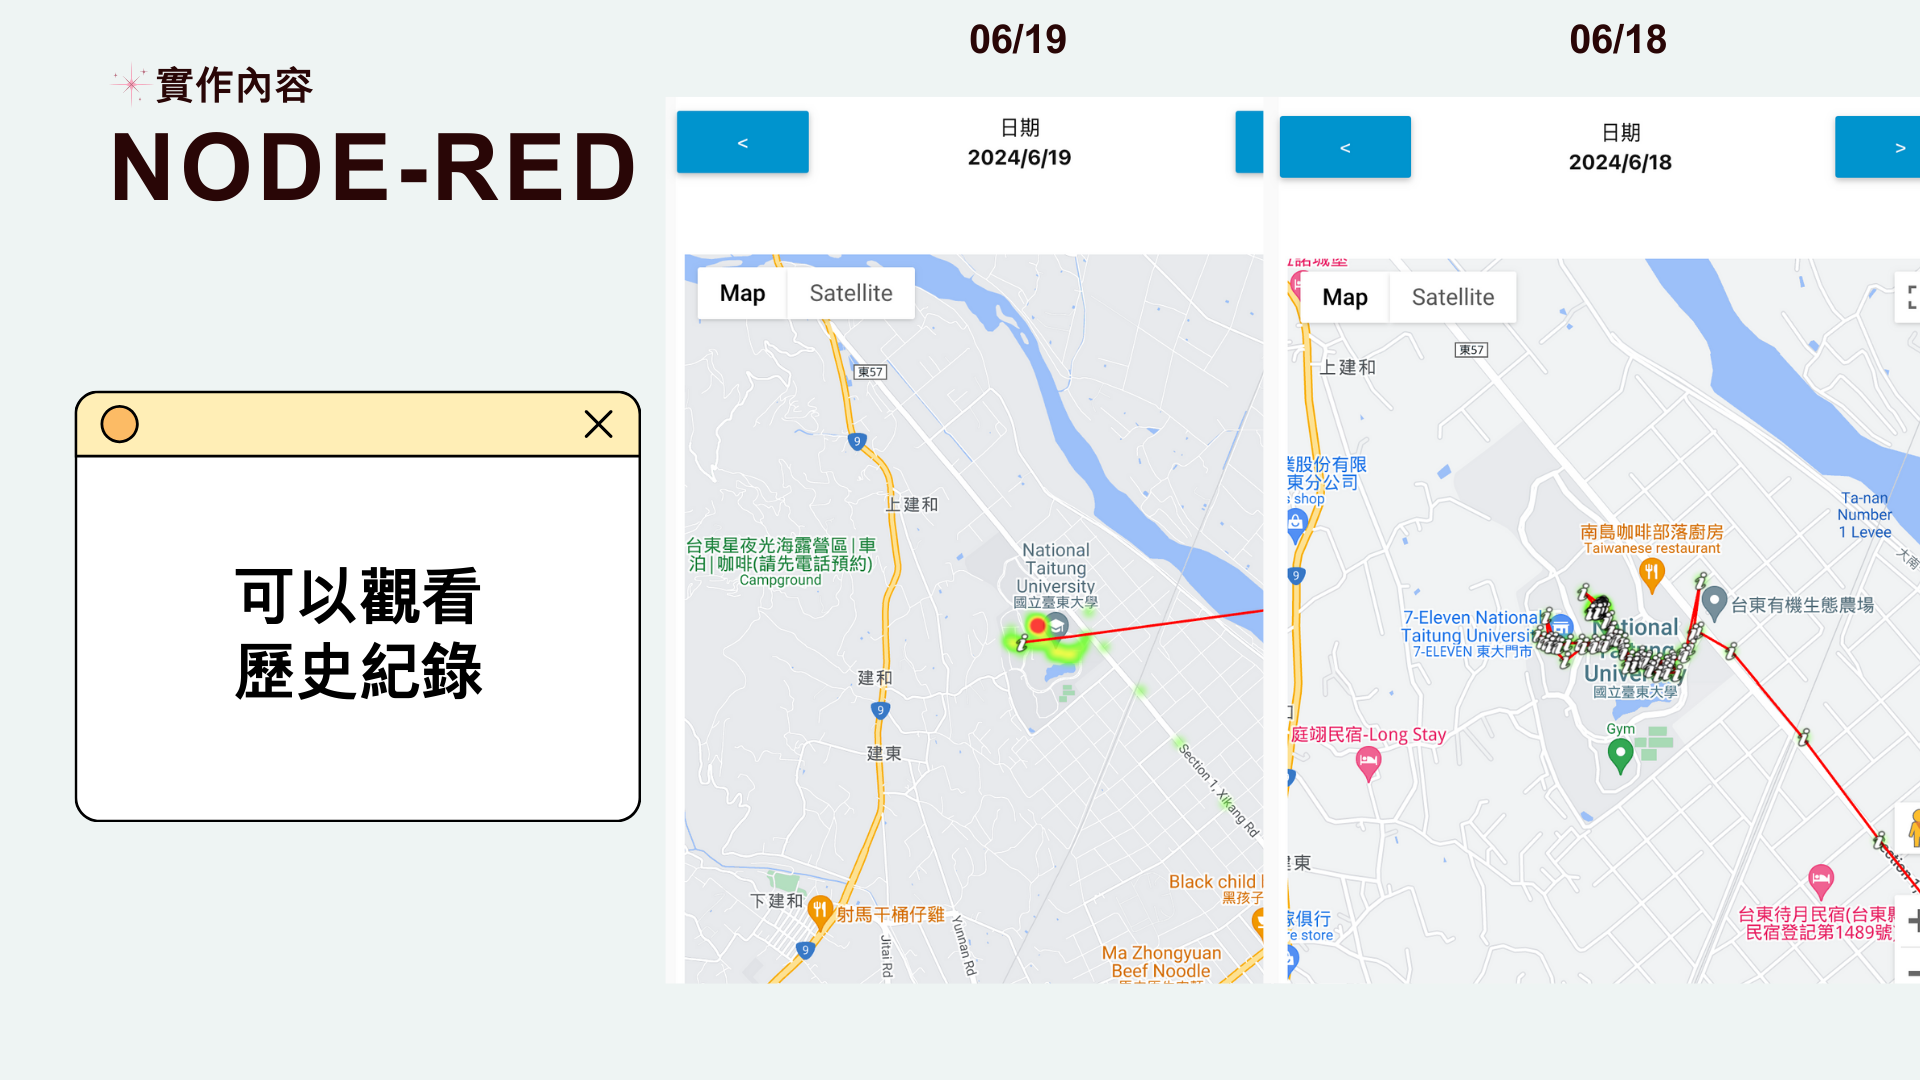 實作內容
NODE-RED
可以觀看
歷史紀錄
06/19
<
日期
2024/6/19
Map
Satellite
東57
9
上建和
台東星夜光海露營區|車
泊|咖啡(請先電話預約)
Campground
National
Taitung
University
國立臺東大學
建和
9
建東
Section 1, Xikang Rd
下建和
射馬干桶仔雞
9
Jitai Rd
Yunnan Rd
Black child
黑孩子
Ma Zhongyuan
Beef Noodle
06/18
<
日期
2024/6/18
>
Map
Satellite
東57
上建和
業股份有限
東分公司
s shop
9
南島咖啡部落廚房
Taiwanese restaurant
Ta-nan
Number
1 Levee
大南
7-Eleven National
Taitung Universi
7-ELEVEN 東大門市
National
Taitung
University
國立臺東大學
台東有機生態農場
Gym
庭翊民宿-Long Stay
東
傢俱行
re store
台東待月民宿(台東縣
民宿登記第1489號)
Section 1